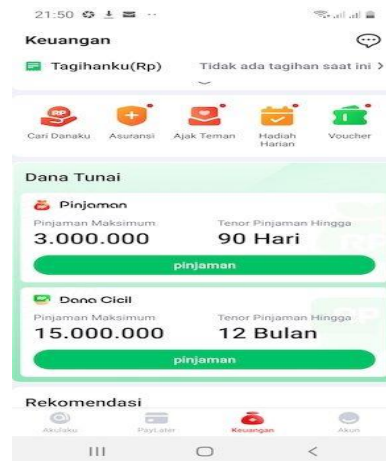 21:50
Keuangan
Tagihanku(Rp) Tidak ada tagihan saat ini >
RP
Cari Danaku Asuransi Ajak Teman Hadiah Harian Voucher
Dana Tunai
Pinjaman
Pinjaman Maksimum Tenor Pinjaman Hingga
3.000.000 90 Hari
pinjaman
Dana Cicil
Pinjaman Maksimum Tenor Pinjaman Hingga
15.000.000 12 Bulan
pinjaman
Rekomendasi
Akulaku PayLater Keuangan Akun